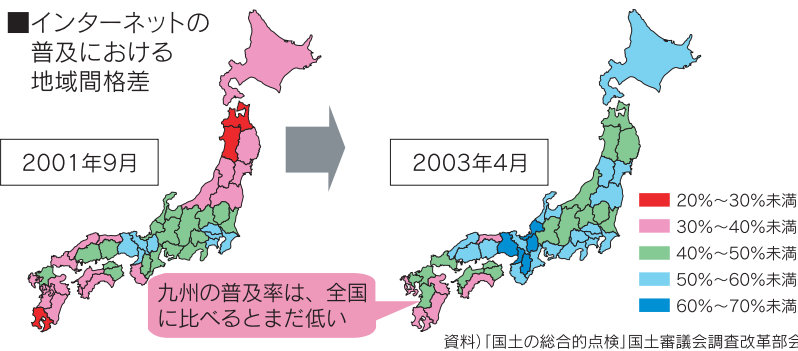 ■インターネットの
普及における
地域間格差
2001年9月
2003年4月
20%～30%未満
30%～40%未満
40%～50%未満
50%～60%未満
60%～70%未満
九州の普及率は、全国
に比べるとまだ低い
資料）「国土の総合的点検」国土審議会調査改革部会